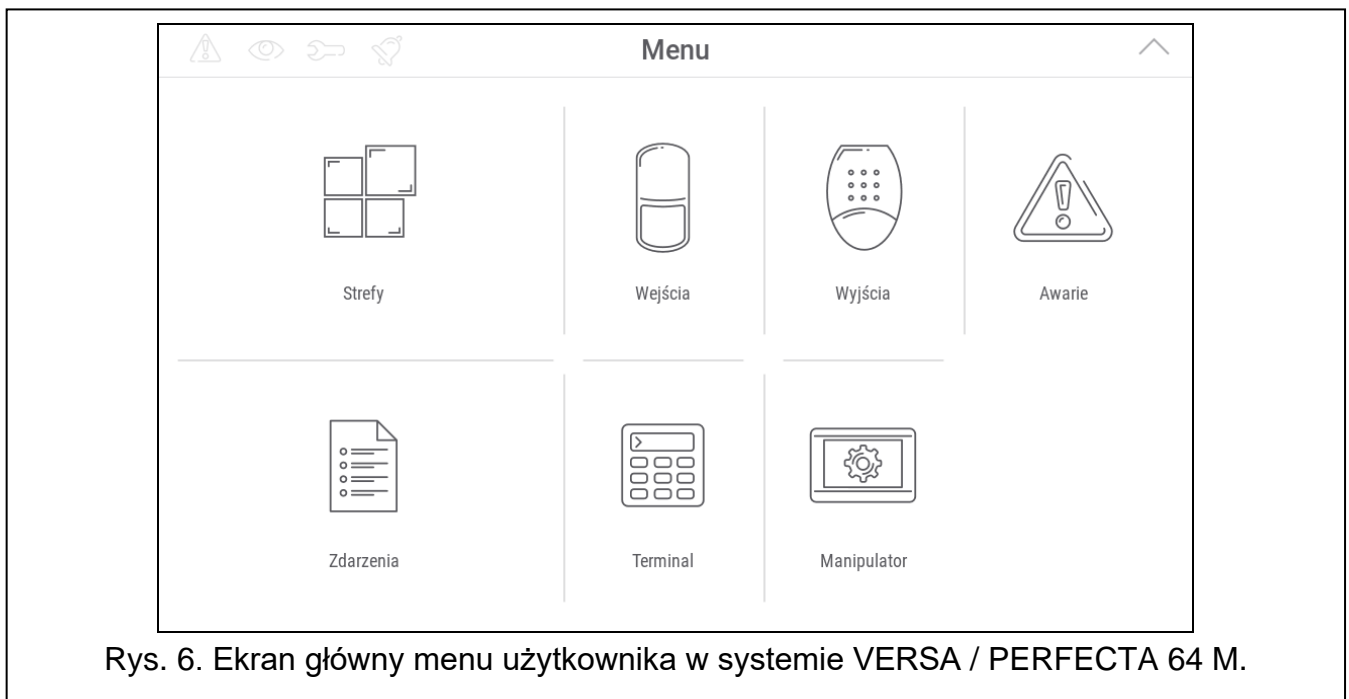 Menu
Strefy Wejścia Wyjścia Awarie
Zdarzenia Terminal Manipulator
Rys. 6. Ekran główny menu użytkownika w systemie VERSA / PERFECTA 64 M.